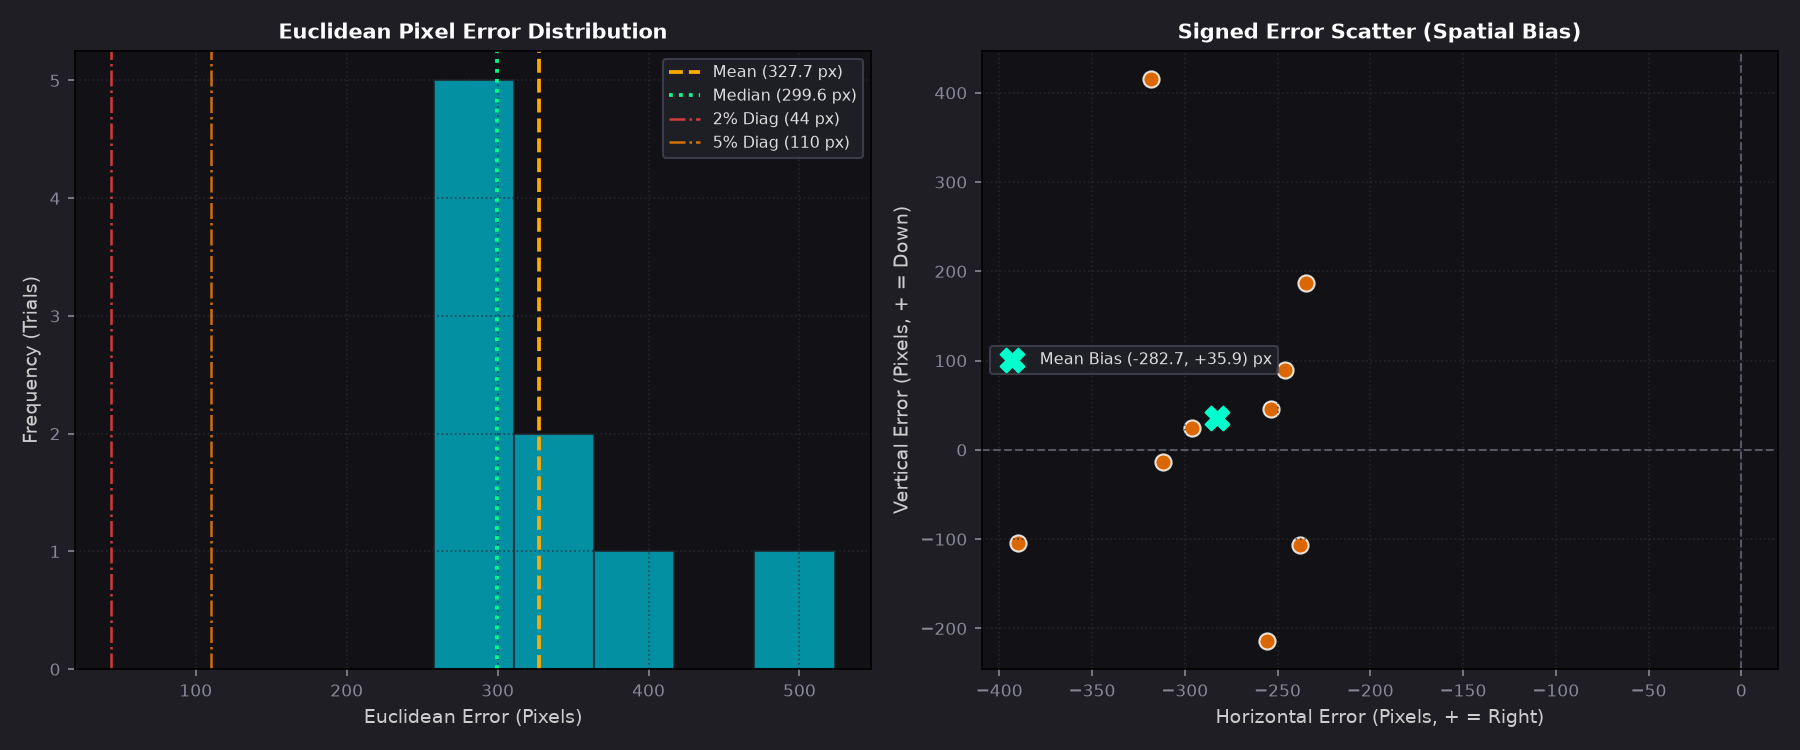 Euclidean Pixel Error Distribution
Mean (327.7 px)
Median (299.6 px)
2% Diag (44 px)
5% Diag (110 px)
5
4
3
2
1
0
Frequency (Trials)
100 200 300 400 500
Euclidean Error (Pixels)
Signed Error Scatter (Spatial Bias)
Mean Bias (-282.7, +35.9) px
400
300
200
100
0
−100
−200
Vertical Error (Pixels, + = Down)
−400 −350 −300 −250 −200 −150 −100 −50 0
Horizontal Error (Pixels, + = Right)